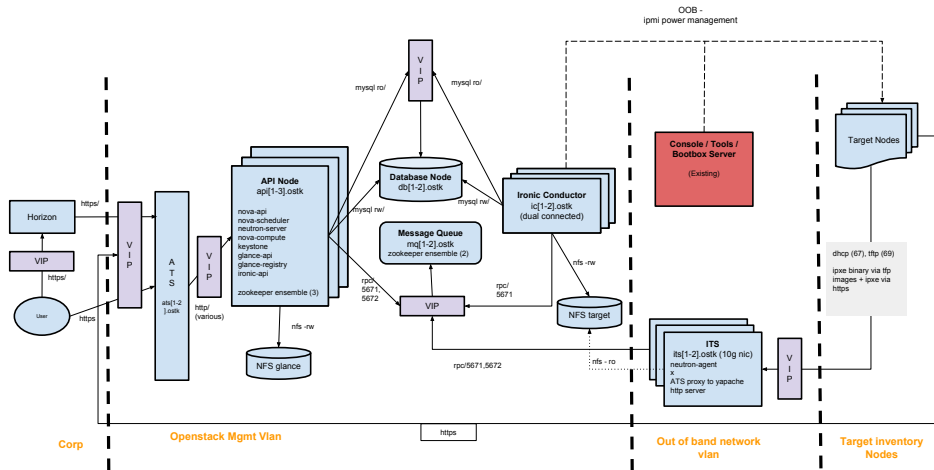 OOB -
ipmi power management
V
I
P
mysql ro/
mysql ro/
API Node
api[1-3].ostk
nova-api
nova-scheduler
neutron-server
nova-compute
keystone
glance-api
glance-registry
ironic-api
zookeeper ensemble (3)
Database Node
db[1-2].ostk
mysql rw/
mysql rw/
Message Queue
mq[1-2].ostk
zookeeper ensemble (2)
Ironic Conductor
ic[1-2].ostk
(dual connected)
Console / Tools /
Bootbox Server
(Existing)
Target Nodes
Horizon
https/
VIP
https/
User
https
V
I
P
A
T
S
ats[1-2
].ostk
V
I
P
http/
(various)
rpc/
5671,
5672
VIP
rpc/
5671
nfs -rw
nfs -rw
NFS glance
NFS target
rpc/5671,5672
nfs - ro
ITS
its[1-2].ostk (10g nic)
neutron-agent
x
ATS proxy to yapache
http server
V
I
P
dhcp (67), tftp (69)
ipxe binary via tfp
images + ipxe via
https
https
Corp
Openstack Mgmt Vlan
Out of band network
vlan
Target inventory
Nodes